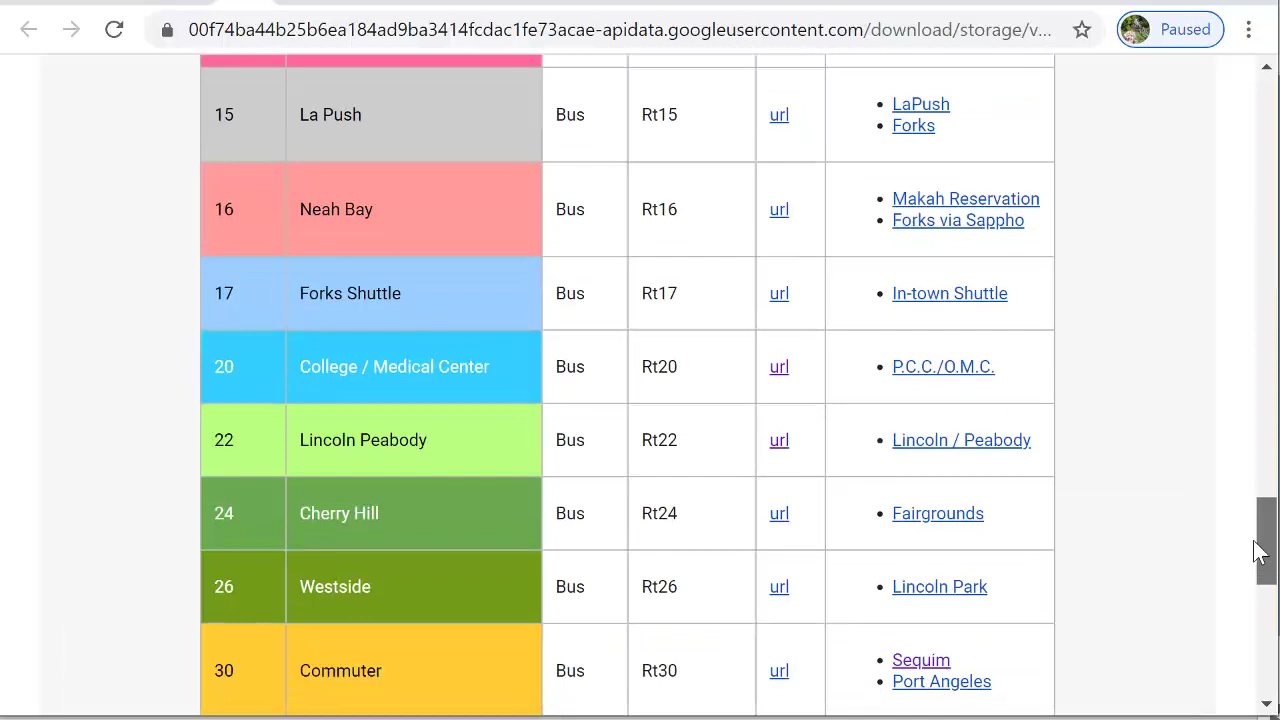 00f74ba44b25b6ea184ad9ba3414fcdac1fe73acae-apidata.googleusercontent.com/download/storage/v... Paused
15 La Push Bus Rt15 url LaPush
Forks
16 Neah Bay Bus Rt16 url Makah Reservation
Forks via Sappho
17 Forks Shuttle Bus Rt17 url In-town Shuttle
20 College / Medical Center Bus Rt20 url P.C.C./O.M.C.
22 Lincoln Peabody Bus Rt22 url Lincoln / Peabody
24 Cherry Hill Bus Rt24 url Fairgrounds
26 Westside Bus Rt26 url Lincoln Park
30 Commuter Bus Rt30 url Sequim
Port Angeles